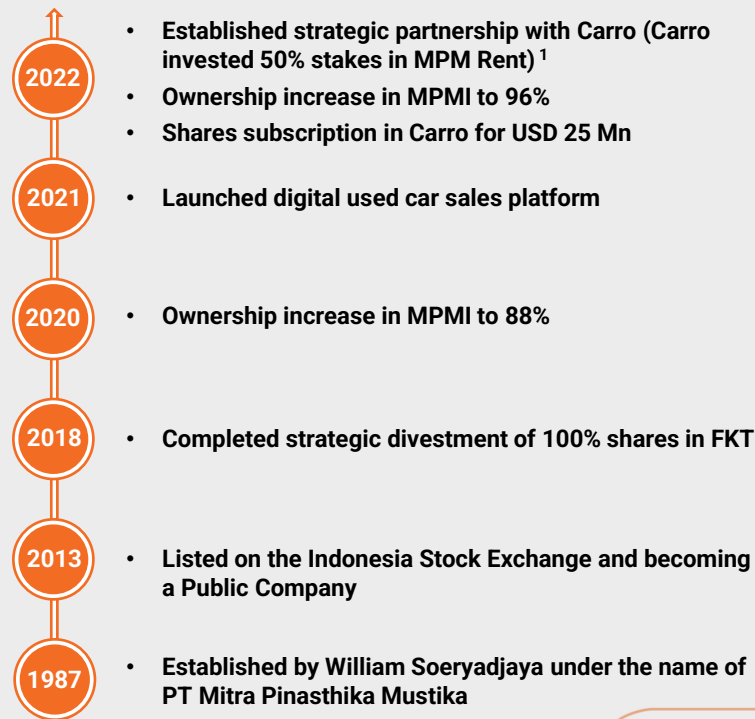 2022
• Established strategic partnership with Carro (Carro
invested 50% stakes in MPM Rent) ¹
• Ownership increase in MPMI to 96%
• Shares subscription in Carro for USD 25 Mn
2021
• Launched digital used car sales platform
2020
• Ownership increase in MPMI to 88%
2018
• Completed strategic divestment of 100% shares in FKT
2013
• Listed on the Indonesia Stock Exchange and becoming
a Public Company
1987
• Established by William Soeryadjaya under the name of
PT Mitra Pinasthika Mustika